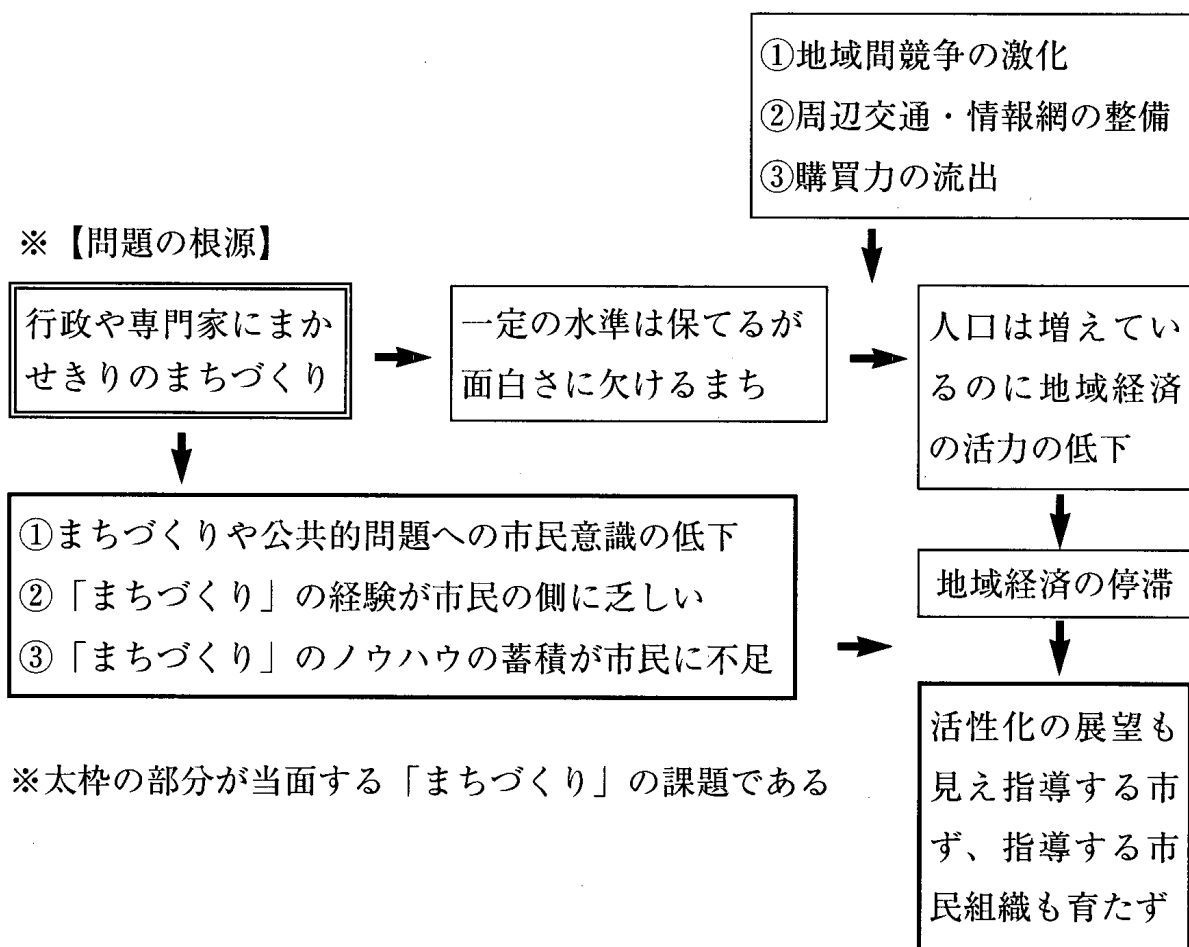 ①地域間競争の激化
②周辺交通・情報網の整備
③購買力の流出
※【問題の根源】
行政や専門家にまか
せきりのまちづくり
一定の水準は保てるが
面白さに欠けるまち
人口は増えてい
るのに地域経済
の活力の低下
①まちづくりや公共的問題への市民意識の低下
②「まちづくり」の経験が市民の側に乏しい
③「まちづくり」のノウハウの蓄積が市民に不足
地域経済の停滞
活性化の展望も
見え指導する市
ず、指導する市
民組織も育たず
※太枠の部分が当面する「まちづくり」の課題である